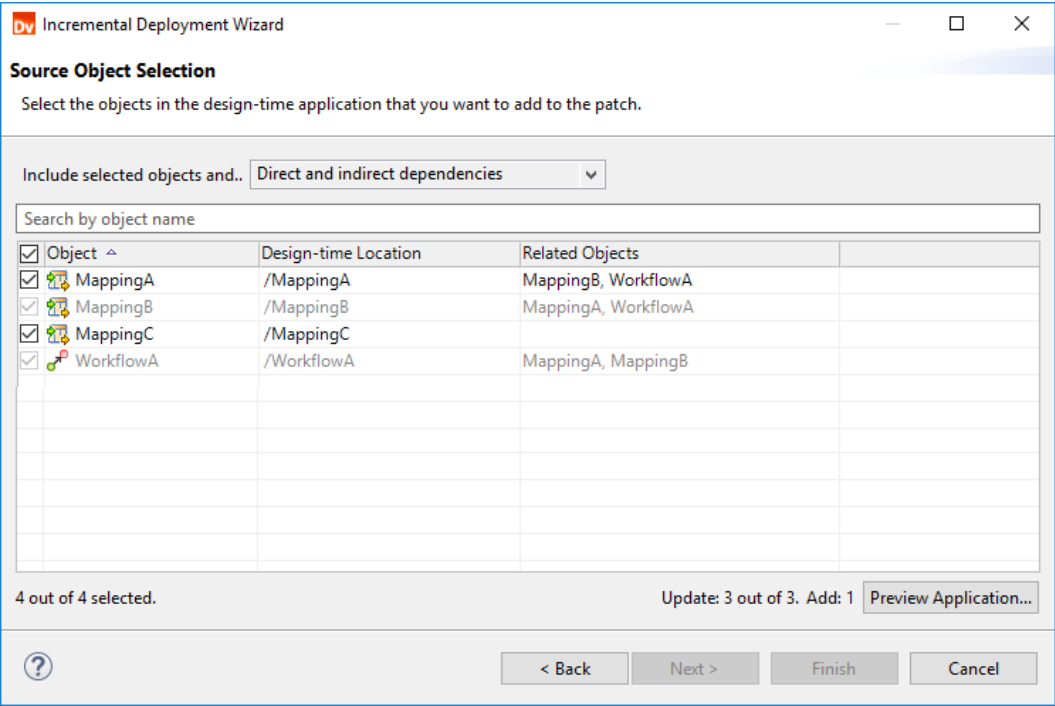 Dv Incremental Deployment Wizard
Source Object Selection
Select the objects in the design-time application that you want to add to the patch.
Include selected objects and.. Direct and indirect dependencies
Search by object name
Object Design-time Location Related Objects
MappingA /MappingA MappingB, WorkflowA
MappingB /MappingB MappingA, WorkflowA
MappingC /MappingC
WorkflowA /WorkflowA MappingA, MappingB
4 out of 4 selected. Update: 3 out of 3. Add: 1 Preview Application...
? < Back Next > Finish Cancel